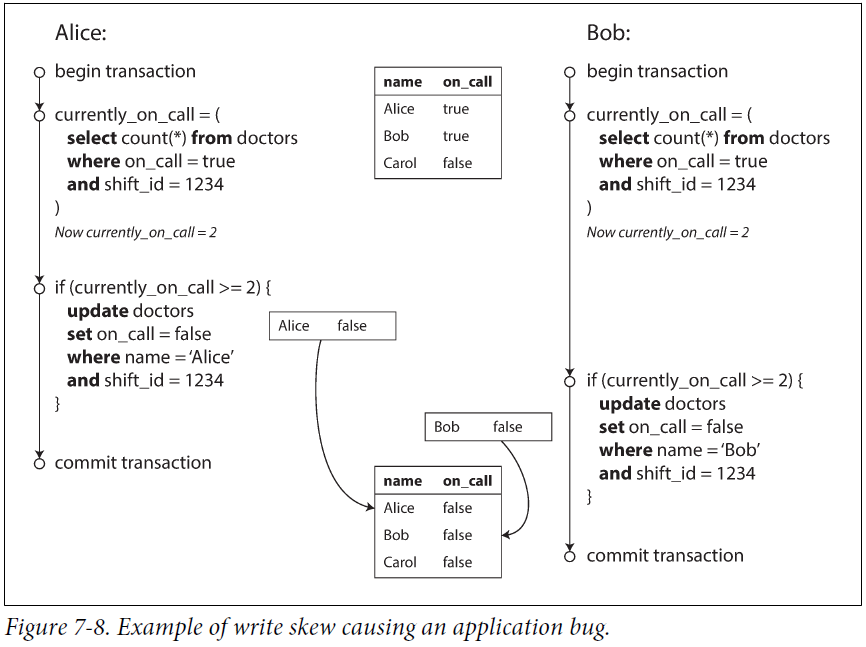 Alice:
begin transaction
currently_on_call = (
select count(*) from doctors
where on_call = true
and shift_id = 1234
)
Now currently_on_call = 2
if (currently_on_call >= 2) {
update doctors
set on_call = false
where name = ‘Alice’
and shift_id = 1234
}
commit transaction
name on_call
Alice true
Bob true
Carol false
Alice false
Bob false
name on_call
Alice false
Bob false
Carol false
Bob:
begin transaction
currently_on_call = (
select count(*) from doctors
where on_call = true
and shift_id = 1234
)
Now currently_on_call = 2
if (currently_on_call >= 2) {
update doctors
set on_call = false
where name = ‘Bob’
and shift_id = 1234
}
commit transaction
Figure 7-8. Example of write skew causing an application bug.